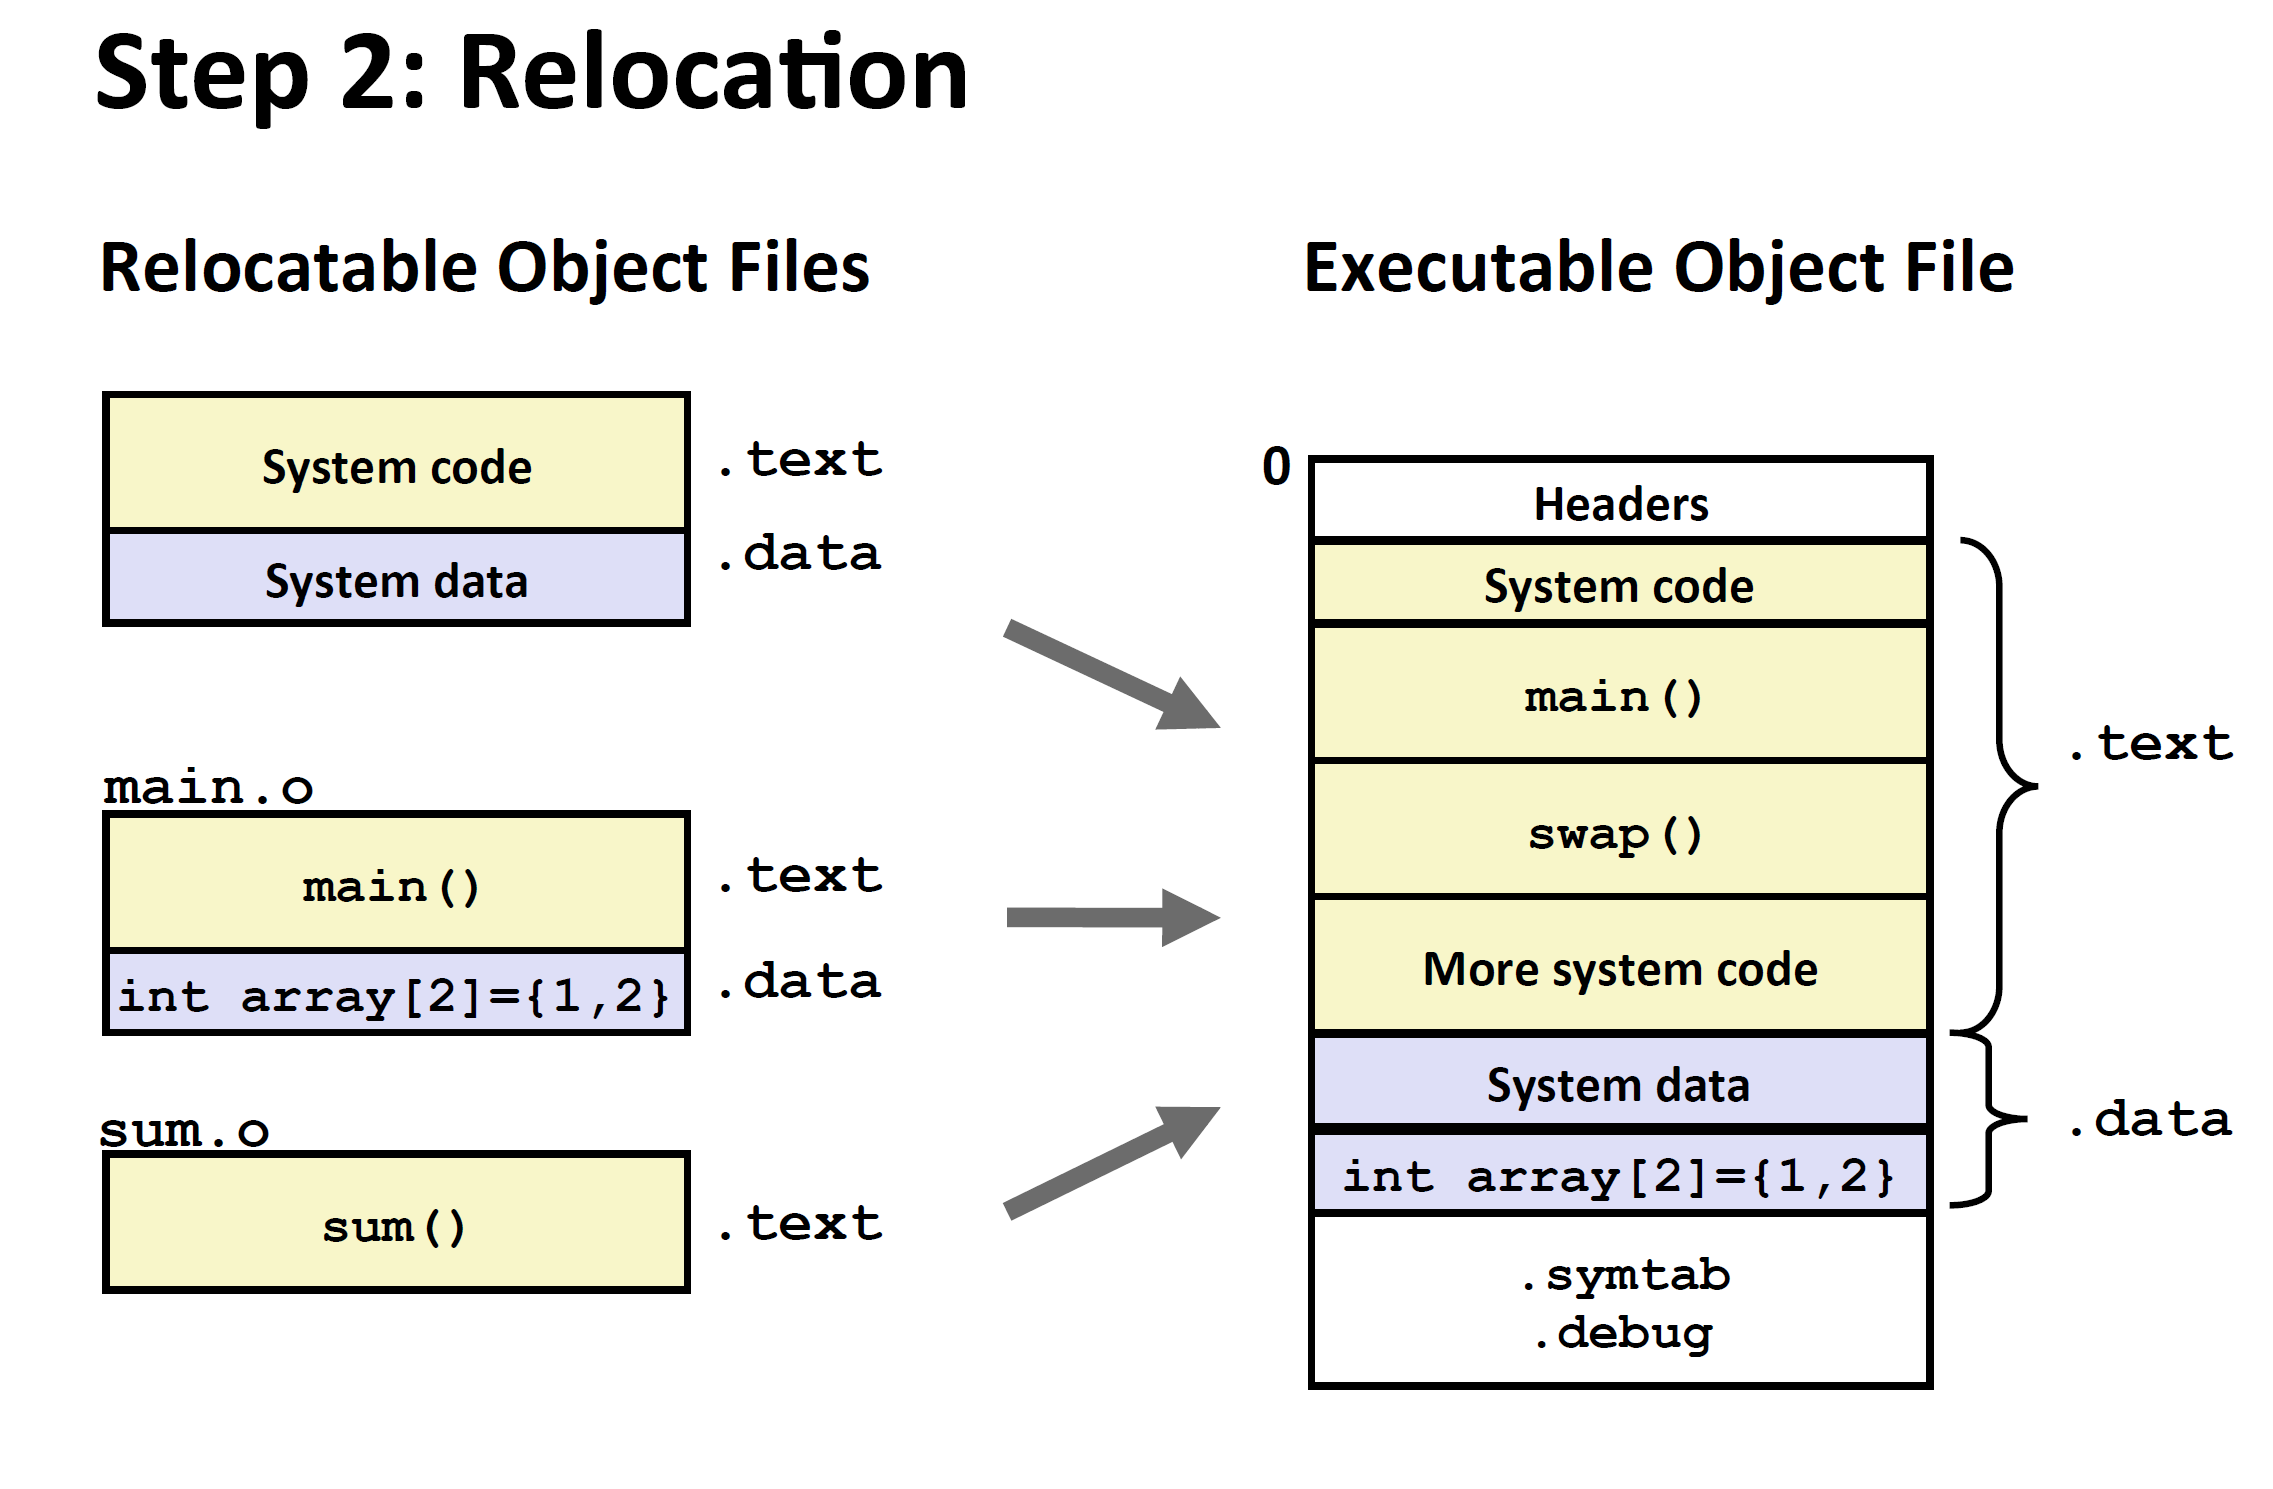 Step 2: Relocation
Relocatable Object Files
System code
.text
System data
.data
main.o
main()
.text
int array[2]={1,2}
.data
sum.o
sum()
.text
Executable Object File
0
Headers
System code
main()
swap()
More system code
.text
System data
int array[2]={1,2}
.data
.symtab
.debug